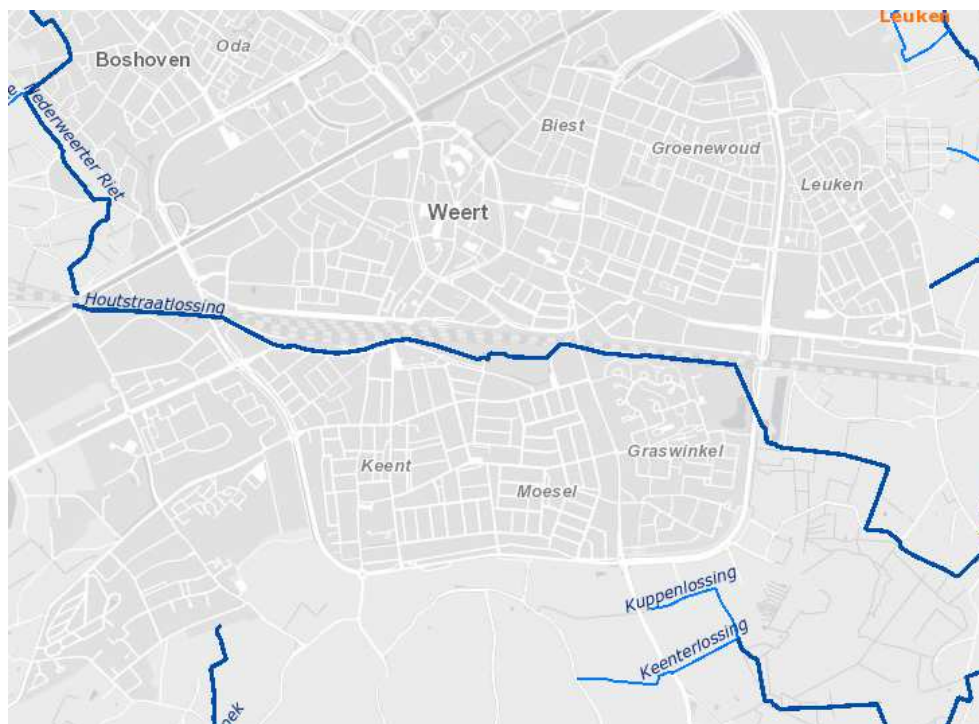 Leuken
Oda
Boshoven
Biest
Groenewoud
Nederweerter Riet
Leuken
Weert
Houtstraatlossing
Graswinkel
Keent
Moesel
Kuppenlossing
Keenterlossing